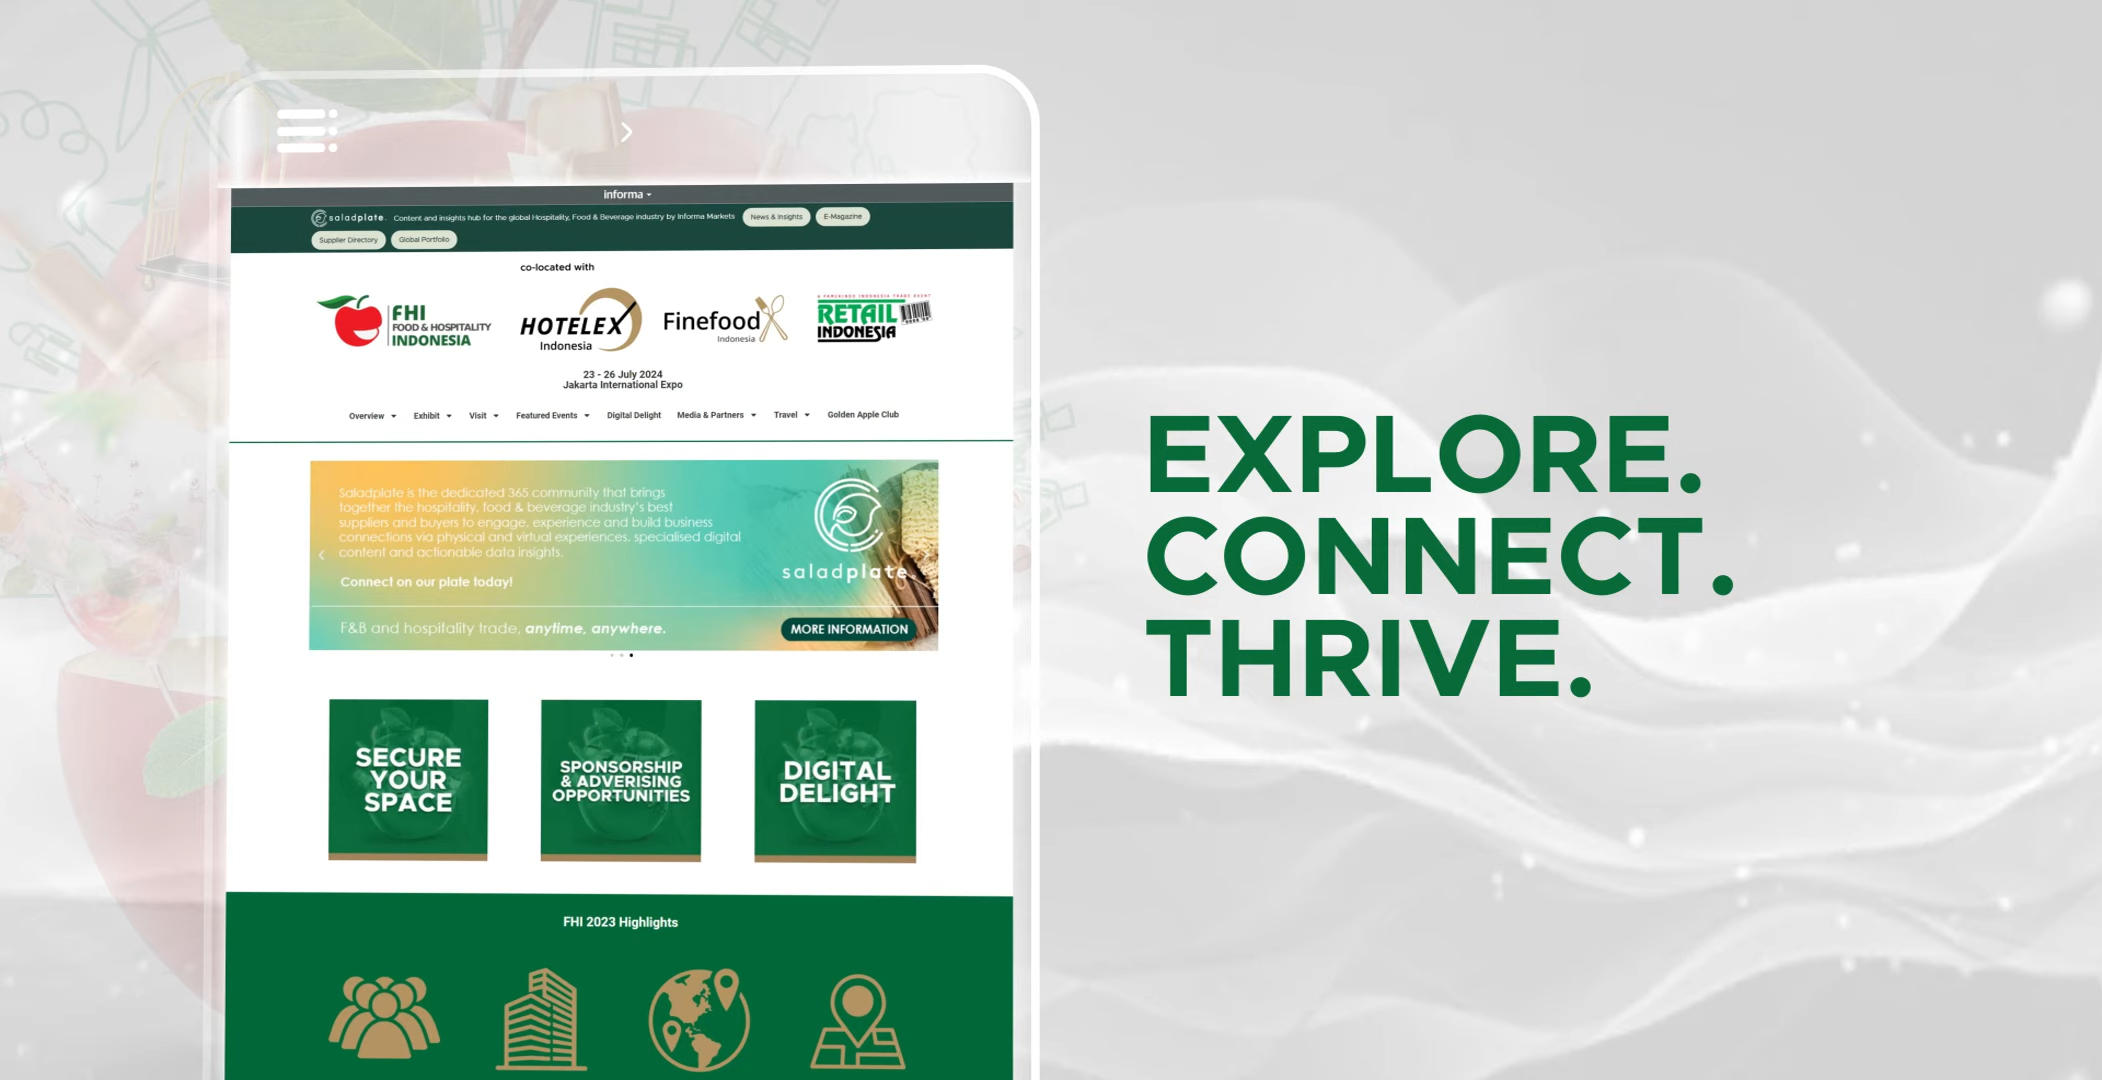 informa
saladplate. Content and insights hub for the global Hospitality, Food & Beverage industry by Informa Markets News & Insights E-Magazine
Supplier Directory Global Portfolio
co-located with
FHI
FOOD & HOSPITALITY
INDONESIA
HOTELEX
Indonesia
Finefood
Indonesia
A PAMERINDO INDONESIA TRADE EVENT
RETAIL
INDONESIA
23 - 26 July 2024
Jakarta International Expo
Overview Exhibit Visit Featured Events Digital Delight Media & Partners Travel Golden Apple Club
Saladplate is the dedicated 365 community that brings
together the hospitality, food & beverage industry's best
suppliers and buyers to engage, experience and build business
connections via physical and virtual experiences, specialised digital
content and actionable data insights.
Connect on our plate today!
saladplate.
F&B and hospitality trade, anytime, anywhere.
MORE INFORMATION
SECURE
YOUR
SPACE
SPONSORSHIP
& ADVERISING
OPPORTUNITIES
DIGITAL
DELIGHT
FHI 2023 Highlights
EXPLORE.
CONNECT.
THRIVE.